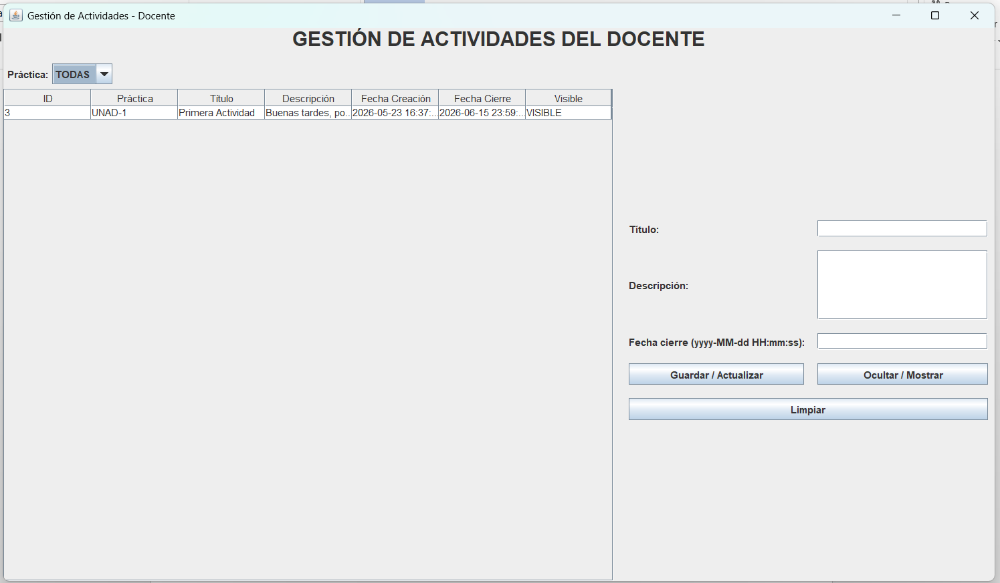 Gestión de Actividades - Docente
GESTIÓN DE ACTIVIDADES DEL DOCENTE
Práctica: TODAS
ID Práctica Título Descripción Fecha Creación Fecha Cierre Visible
3 UNAD-1 Primera Actividad Buenas tardes, po... 2026-05-23 16:37:... 2026-06-15 23:59:... VISIBLE
Título:
Descripción:
Fecha cierre (yyyy-MM-dd HH:mm:ss):
Guardar / Actualizar Ocultar / Mostrar
Limpiar